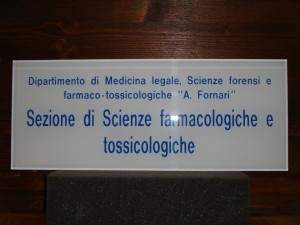 Dipartimento di Medicina legale, Scienze forensi e
farmaco-tossicologiche "A. Fornari"
Sezione di Scienze farmacologiche e
tossicologiche